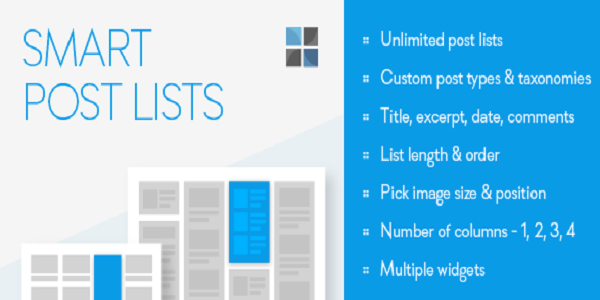 SMART
POST LISTS
Unlimited post lists
Custom post types & taxonomies
Title, excerpt, date, comments
List length & order
Pick image size & position
Number of columns - 1, 2, 3, 4
Multiple widgets